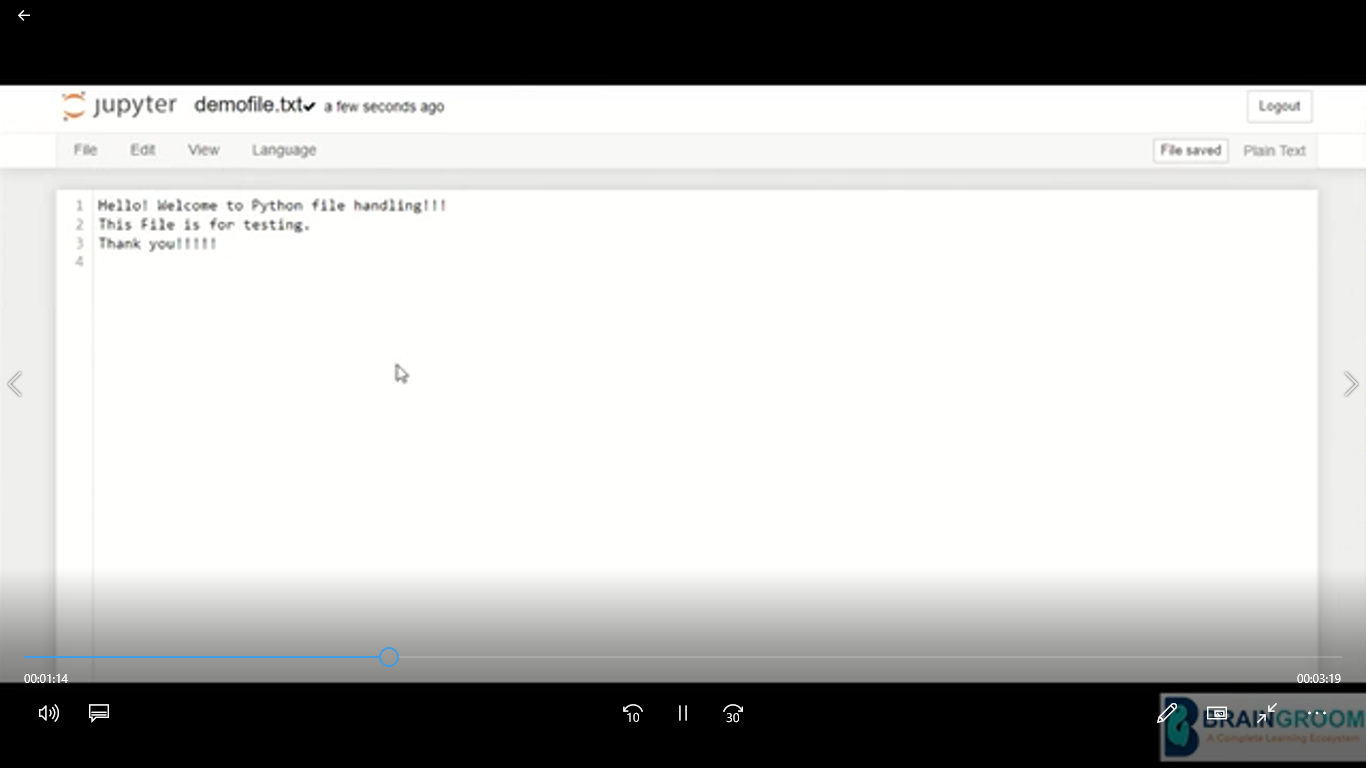 jupyter demofile.txt✔ a few seconds ago
Logout
File Edit View Language
File saved Plain Text
1 Hello! Welcome to Python file handling!!!
2 This File is for testing.
3 Thank you!!!!!
4
00:01:14
00:03:19
10
30
BRAINGROOM
A Complete Learning Ecosystem